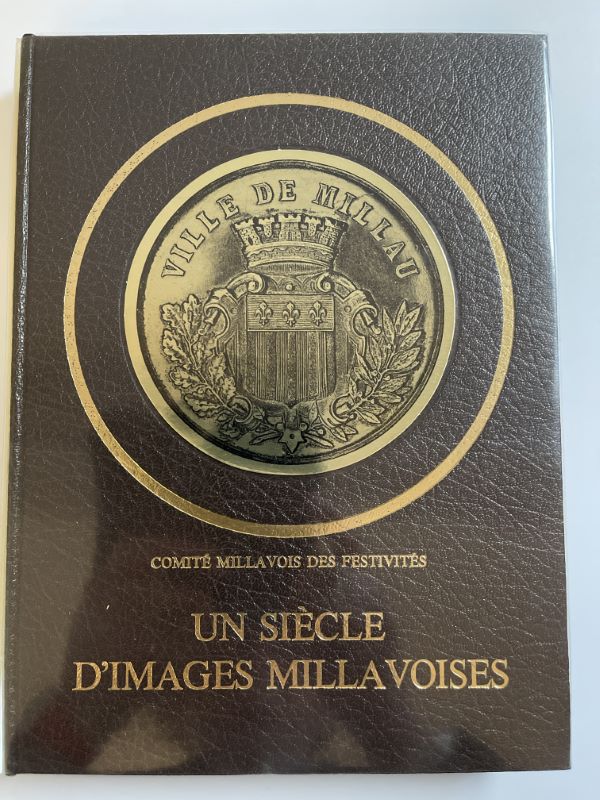 VILLE DE MILLAU
COMITÉ MILLAVOIS DES FESTIVITÉS
UN SIÈCLE
D'IMAGES MILLAVOISES